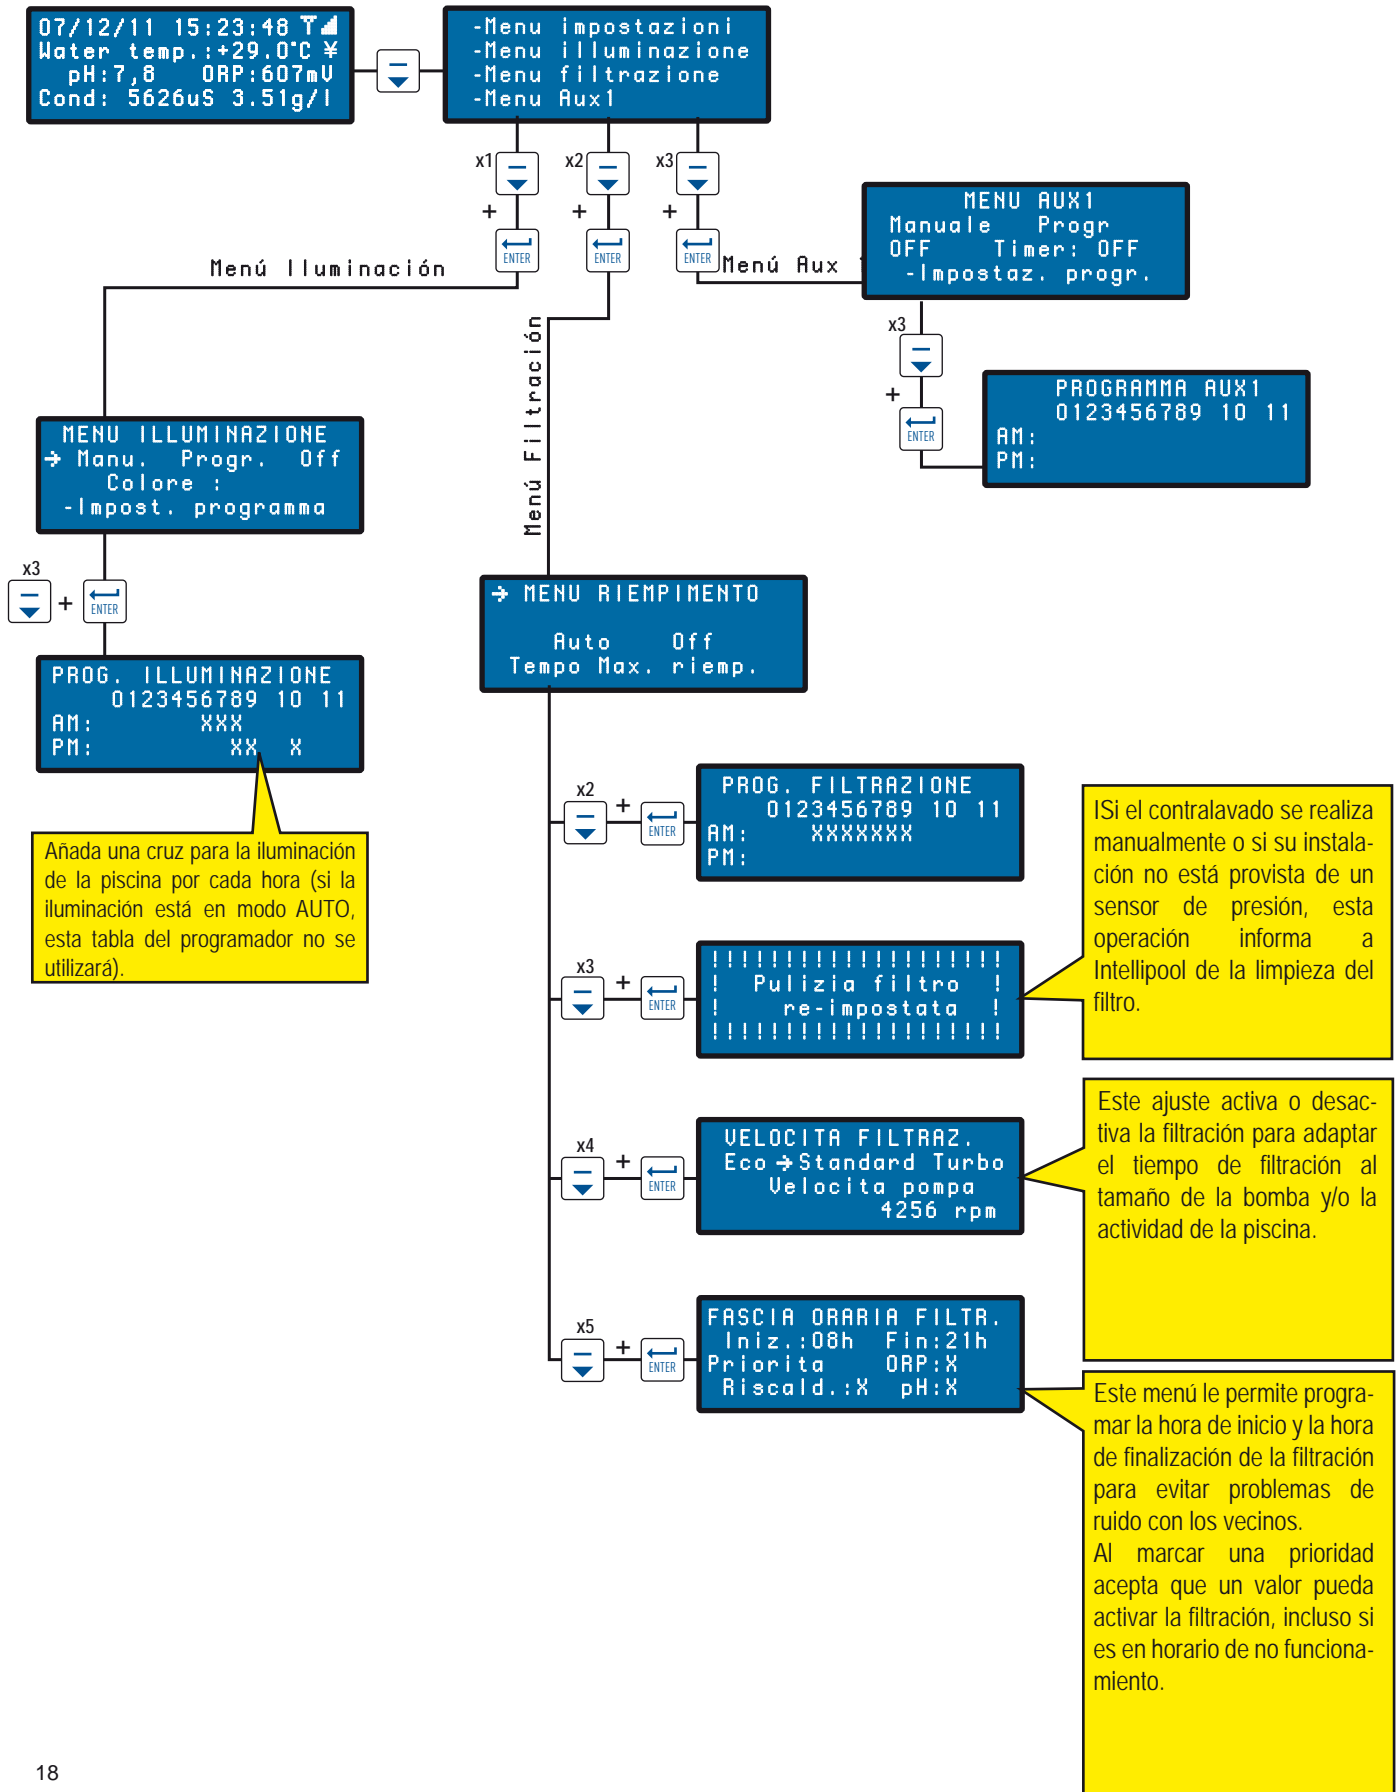 07/12/11 15:23:48
Water temp.:+29.0°C ¥
pH:7,8 ORP:607mV
Cond: 5626uS 3.51g/l
-Menu impostazioni
-Menu illuminazione
-Menu filtrazione
-Menu Aux1
x1
x2
x3
+
+
+
ENTER
ENTER
ENTER
Menú Iluminación
Menú Filtración
Menú Aux
MENU AUX1
Manuale Progr
OFF Timer: OFF
-Impostaz. progr.
x3
+
ENTER
PROGRAMMA AUX1
0123456789 10 11
AM:
PM:
MENU ILLUMINAZIONE
→ Manu. Progr. Off
Colore :
-Impost. programma
x3
+
ENTER
PROG. ILLUMINAZIONE
0123456789 10 11
AM: XXX
PM: XX X
Añada una cruz para la iluminación
de la piscina por cada hora (si la
iluminación está en modo AUTO,
esta tabla del programador no se
utilizará).
→ MENU RIEMPIMENTO
Auto Off
Tempo Max. riemp.
x2
+
ENTER
PROG. FILTRAZIONE
0123456789 10 11
AM: XXXXXXX
PM:
ISi el contralavado se realiza
manualmente o si su instala-
ción no está provista de un
sensor de presión, esta
operación informa a
Intellipool de la limpieza del
filtro.
x3
+
ENTER
!!!!!!!!!!!!!!!!!!!!
! Pulizia filtro !
! re-impostata !
!!!!!!!!!!!!!!!!!!!!
x4
+
ENTER
VELOCITA FILTRAZ.
Eco →Standard Turbo
Velocita pompa
4256 rpm
Este ajuste activa o desac-
tiva la filtración para adaptar
el tiempo de filtración al
tamaño de la bomba y/o la
actividad de la piscina.
x5
+
ENTER
FASCIA ORARIA FILTR.
Iniz.:08h Fin:21h
Priorita ORP:X
Riscald.:X pH:X
Este menú le permite progra-
mar la hora de inicio y la hora
de finalización de la filtración
para evitar problemas de
ruido con los vecinos.
Al marcar una prioridad
acepta que un valor pueda
activar la filtración, incluso si
es en horario de no funciona-
miento.
18